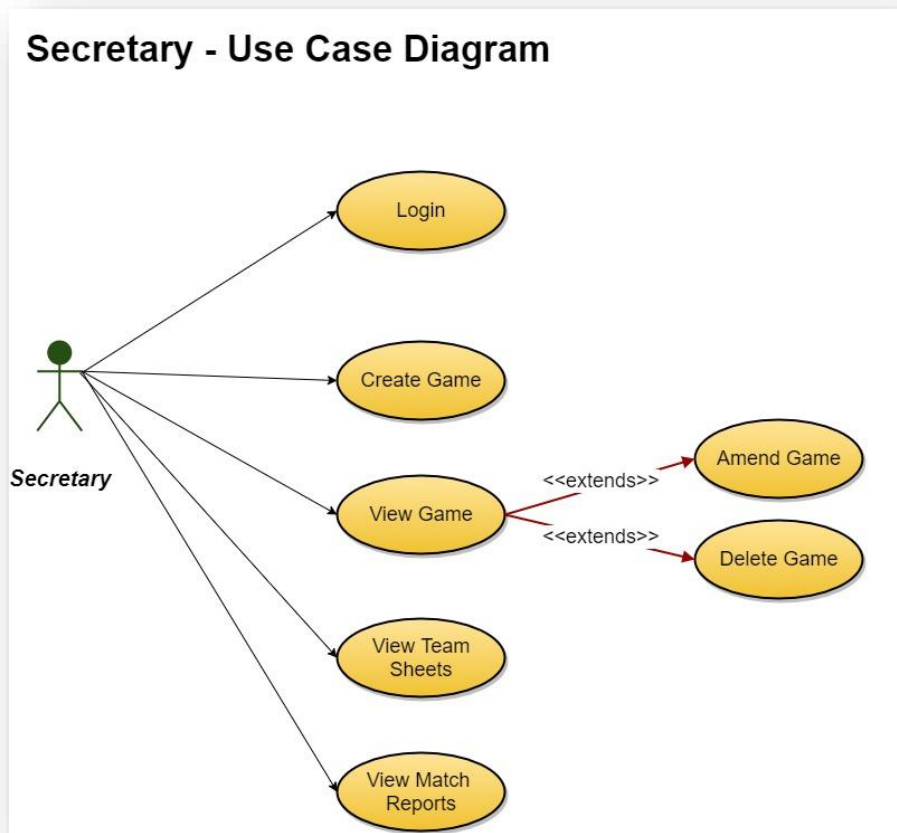 Secretary - Use Case Diagram
Login
Create Game
Secretary
View Game
<<extends>>
Amend Game
<<extends>>
Delete Game
View Team
Sheets
View Match
Reports